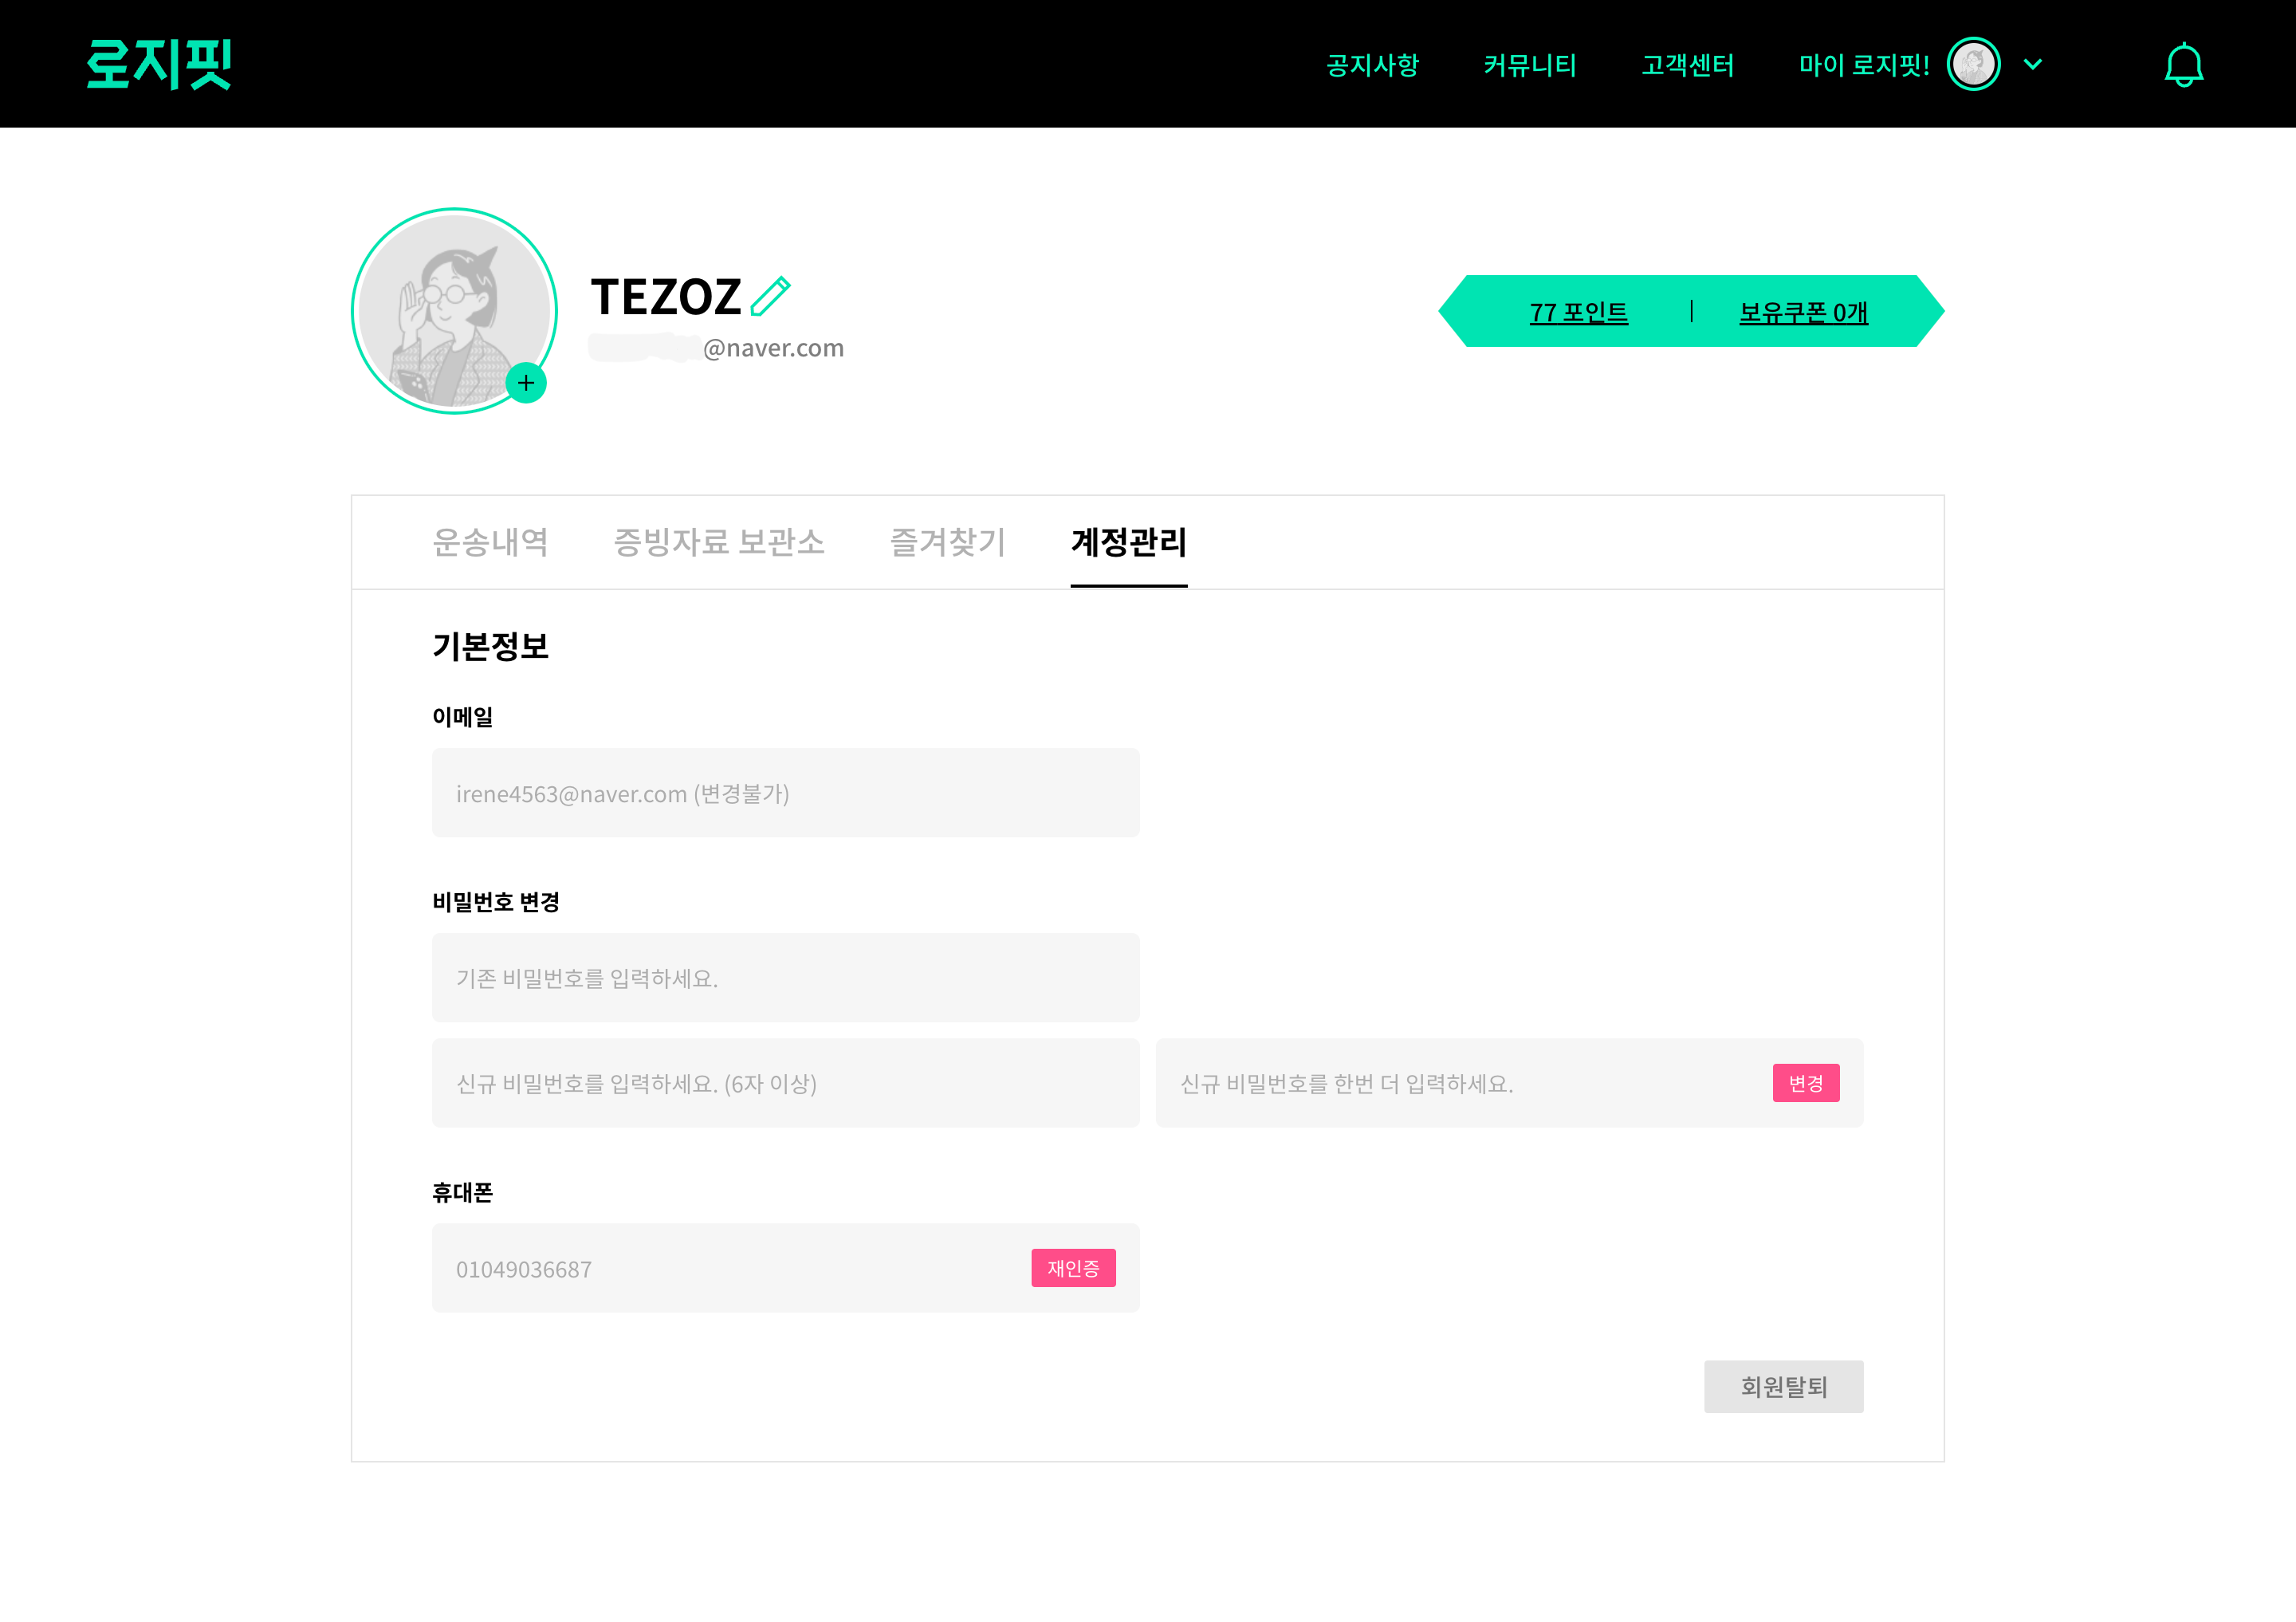 로지핏
공지사항 커뮤니티 고객센터 마이 로지핏!
TEZOZ
@naver.com
77 포인트 | 보유쿠폰 0개
운송내역 증빙자료 보관소 즐겨찾기 계정관리
기본정보
이메일
irene4563@naver.com (변경불가)
비밀번호 변경
기존 비밀번호를 입력하세요.
신규 비밀번호를 입력하세요. (6자 이상) 신규 비밀번호를 한번 더 입력하세요. 변경
휴대폰
01049036687 재인증
회원탈퇴